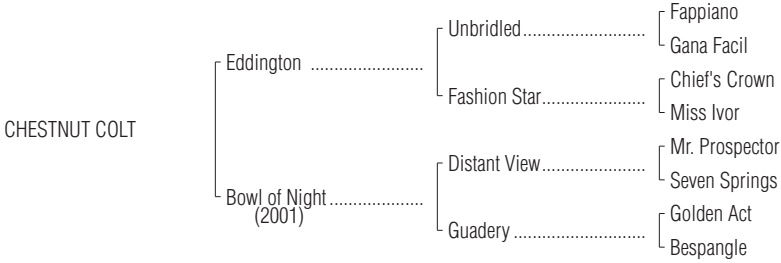 Fappiano
Unbridled
Gana Facil
Eddington
Chief's Crown
Fashion Star
Miss Ivor
CHESTNUT COLT
Mr. Prospector
Distant View
Seven Springs
Bowl of Night
(2001)
Golden Act
Guadery
Bespangle